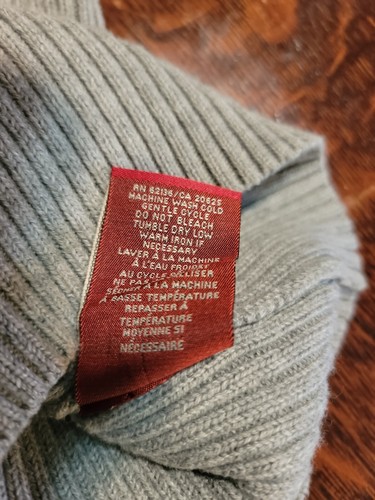 RN 62136/CA 20625
MACHINE WASH COLD
GENTLE CYCLE
DO NOT BLEACH
TUMBLE DRY LOW
WARM IRON IF
NECESSARY
LAVER À LA MACHINE
À L'EAU FROIDE
AU CYCLE
NE PAS
SÉCHER À LA MACHINE
À BASSE TEMPÉRATURE
REPASSER À
TEMPÉRATURE
MOYENNE SI
NÉCESSAIRE